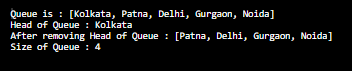 Queue is : [Kolkata, Patna, Delhi, Gurgaon, Noida]
Head of Queue : Kolkata
After removing Head of Queue : [Patna, Delhi, Gurgaon, Noida]
Size of Queue : 4